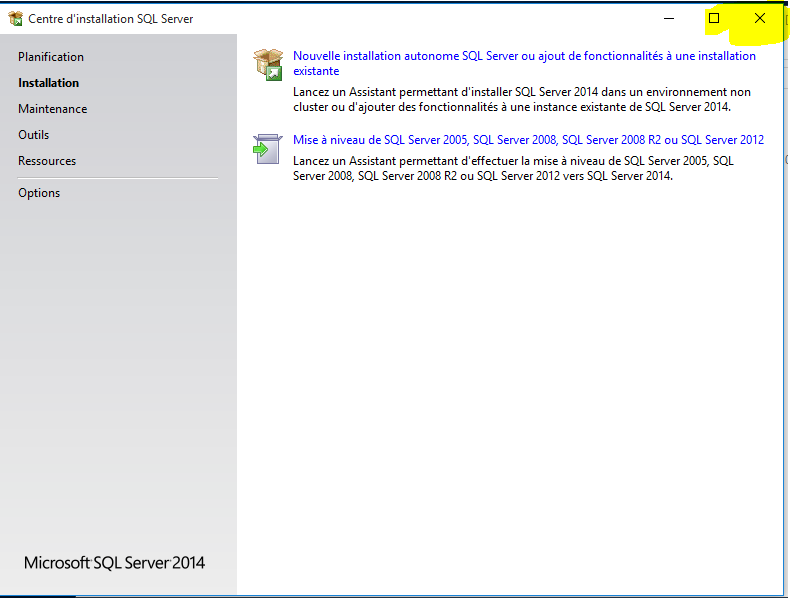 Centre d'installation SQL Server
Planification
Installation
Maintenance
Outils
Ressources
Options
Nouvelle installation autonome SQL Server ou ajout de fonctionnalités à une installation
existante
Lancez un Assistant permettant d'installer SQL Server 2014 dans un environnement non
cluster ou d'ajouter des fonctionnalités à une instance existante de SQL Server 2014.
Mise à niveau de SQL Server 2005, SQL Server 2008, SQL Server 2008 R2 ou SQL Server 2012
Lancez un Assistant permettant d'effectuer la mise à niveau de SQL Server 2005, SQL
Server 2008, SQL Server 2008 R2 ou SQL Server 2012 vers SQL Server 2014.
Microsoft SQL Server 2014